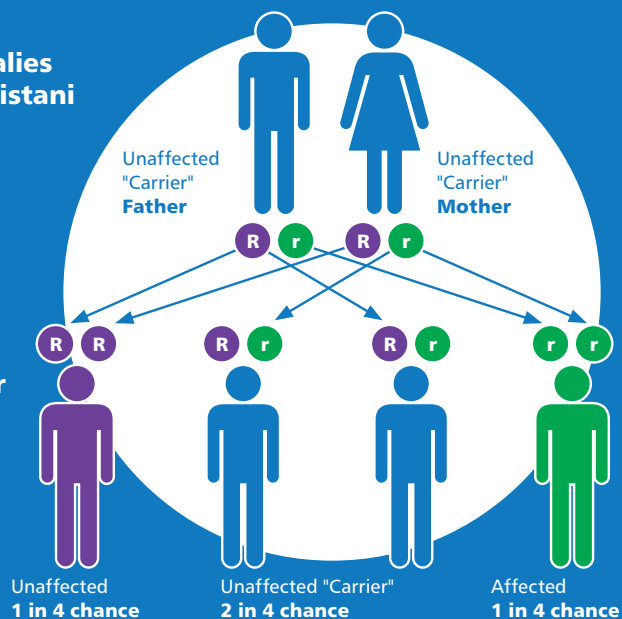 alies
istani
Unaffected
"Carrier"
Father
Unaffected
"Carrier"
Mother
R r R r
R R R r R r r r
r
Unaffected
1 in 4 chance
Unaffected "Carrier"
2 in 4 chance
Affected
1 in 4 chance